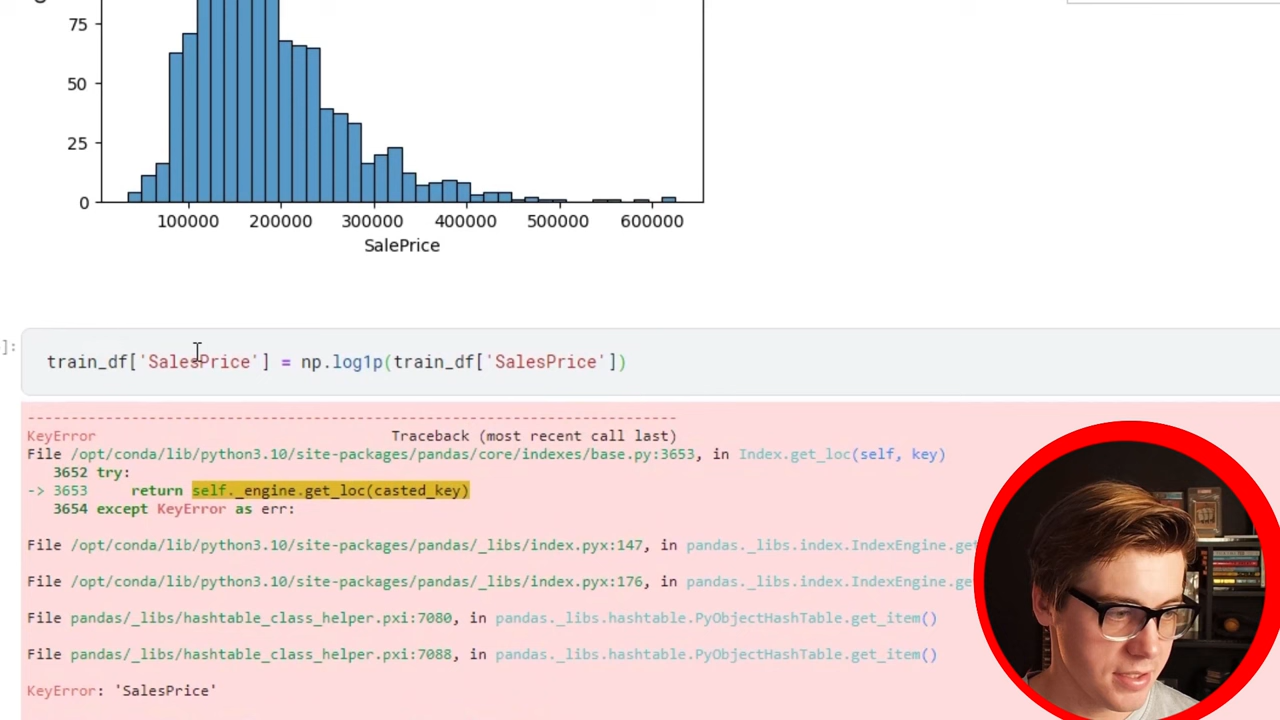 75
50
25
0
100000 200000 300000 400000 500000 600000
SalePrice
]:
train_df['SalesPrice'] = np.log1p(train_df['SalesPrice'])
---------------------------------------------------------------------------
KeyError Traceback (most recent call last)
File /opt/conda/lib/python3.10/site-packages/pandas/core/indexes/base.py:3653, in Index.get_loc(self, key)
3652 try:
-> 3653 return self._engine.get_loc(casted_key)
3654 except KeyError as err:
File /opt/conda/lib/python3.10/site-packages/pandas/_libs/index.pyx:147, in pandas._libs.index.IndexEngine.get
File /opt/conda/lib/python3.10/site-packages/pandas/_libs/index.pyx:176, in pandas._libs.index.IndexEngine.get
File pandas/_libs/hashtable_class_helper.pxi:7080, in pandas._libs.hashtable.PyObjectHashTable.get_item()
File pandas/_libs/hashtable_class_helper.pxi:7088, in pandas._libs.hashtable.PyObjectHashTable.get_item()
KeyError: 'SalesPrice'